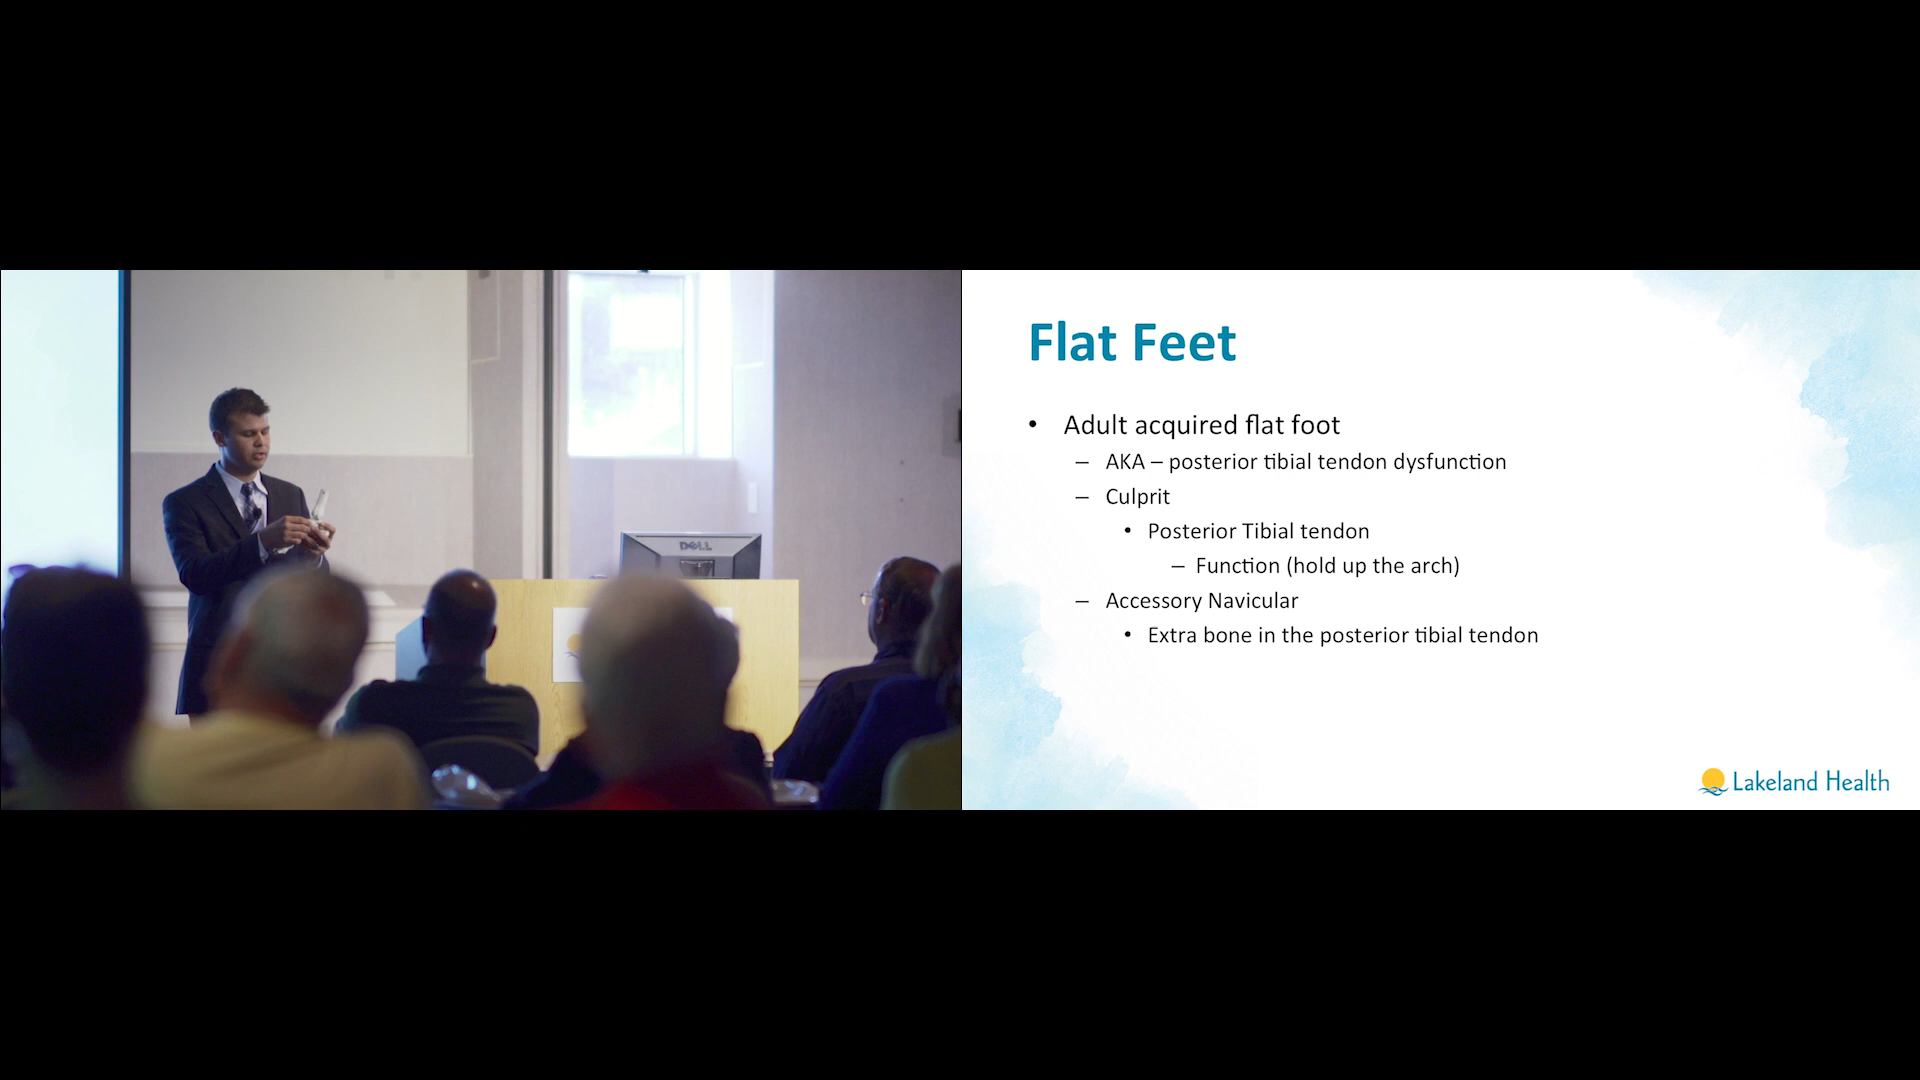 DELL
Flat Feet
• Adult acquired flat foot
– AKA – posterior tibial tendon dysfunction
– Culprit
• Posterior Tibial tendon
– Function (hold up the arch)
– Accessory Navicular
• Extra bone in the posterior tibial tendon
Lakeland Health